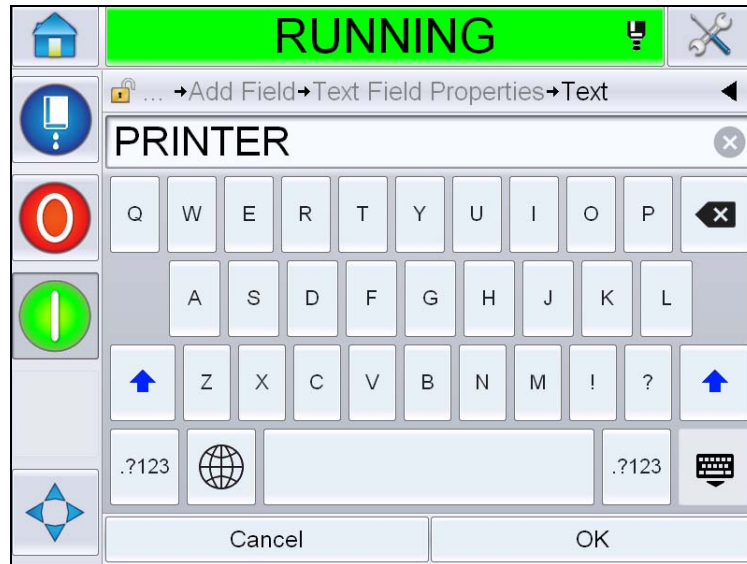 RUNNING
... →Add Field→Text Field Properties→Text
PRINTER
Q W E R T Y U I O P
A S D F G H J K L
Z X C V B N M ! ?
.?123 .?123
Cancel OK